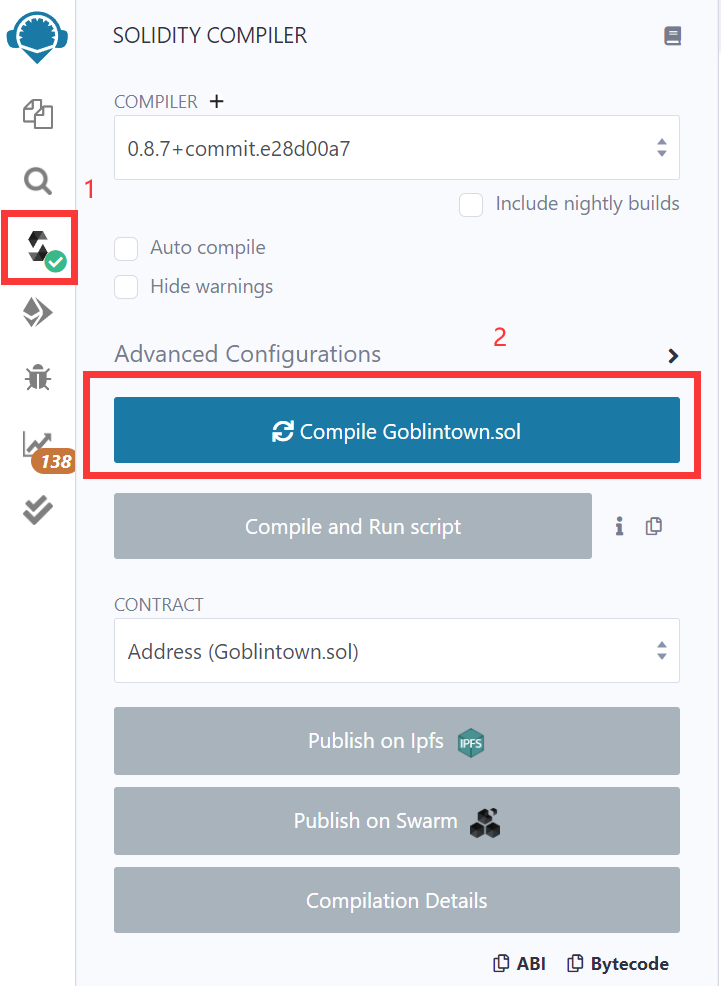 SOLIDITY COMPILER
COMPILER +
0.8.7+commit.e28d00a7
1
Include nightly builds
Auto compile
Hide warnings
2
Advanced Configurations
Compile Goblintown.sol
138
Compile and Run script
CONTRACT
Address (Goblintown.sol)
Publish on Ipfs IPFS
Publish on Swarm
Compilation Details
ABI Bytecode